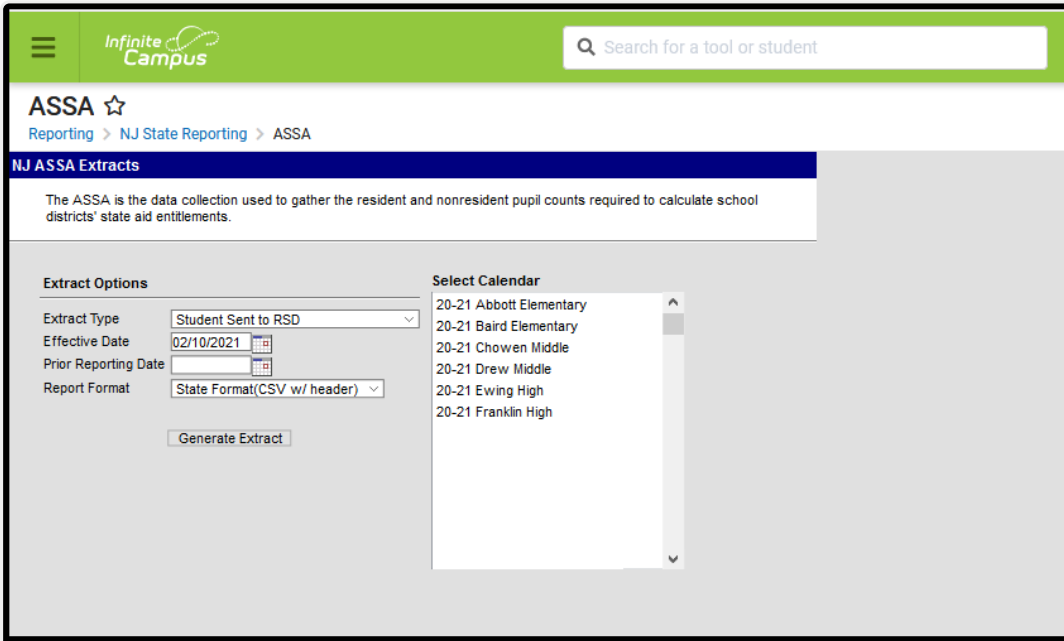 Infinite
Campus
Search for a tool or student
ASSA
Reporting > NJ State Reporting > ASSA
NJ ASSA Extracts
The ASSA is the data collection used to gather the resident and nonresident pupil counts required to calculate school
districts' state aid entitlements.
Extract Options
Extract Type
Student Sent to RSD
Effective Date
02/10/2021
Prior Reporting Date
Report Format
State Format(CSV w/ header)
Generate Extract
Select Calendar
20-21 Abbott Elementary
20-21 Baird Elementary
20-21 Chowen Middle
20-21 Drew Middle
20-21 Ewing High
20-21 Franklin High